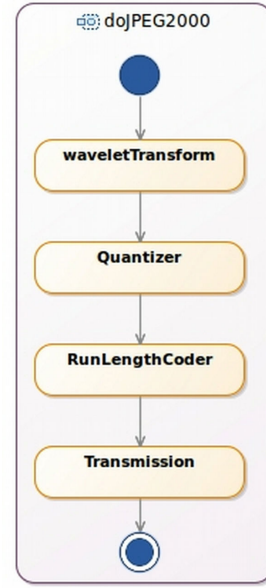 doJPEG2000
waveletTransform
Quantizer
RunLengthCoder
Transmission